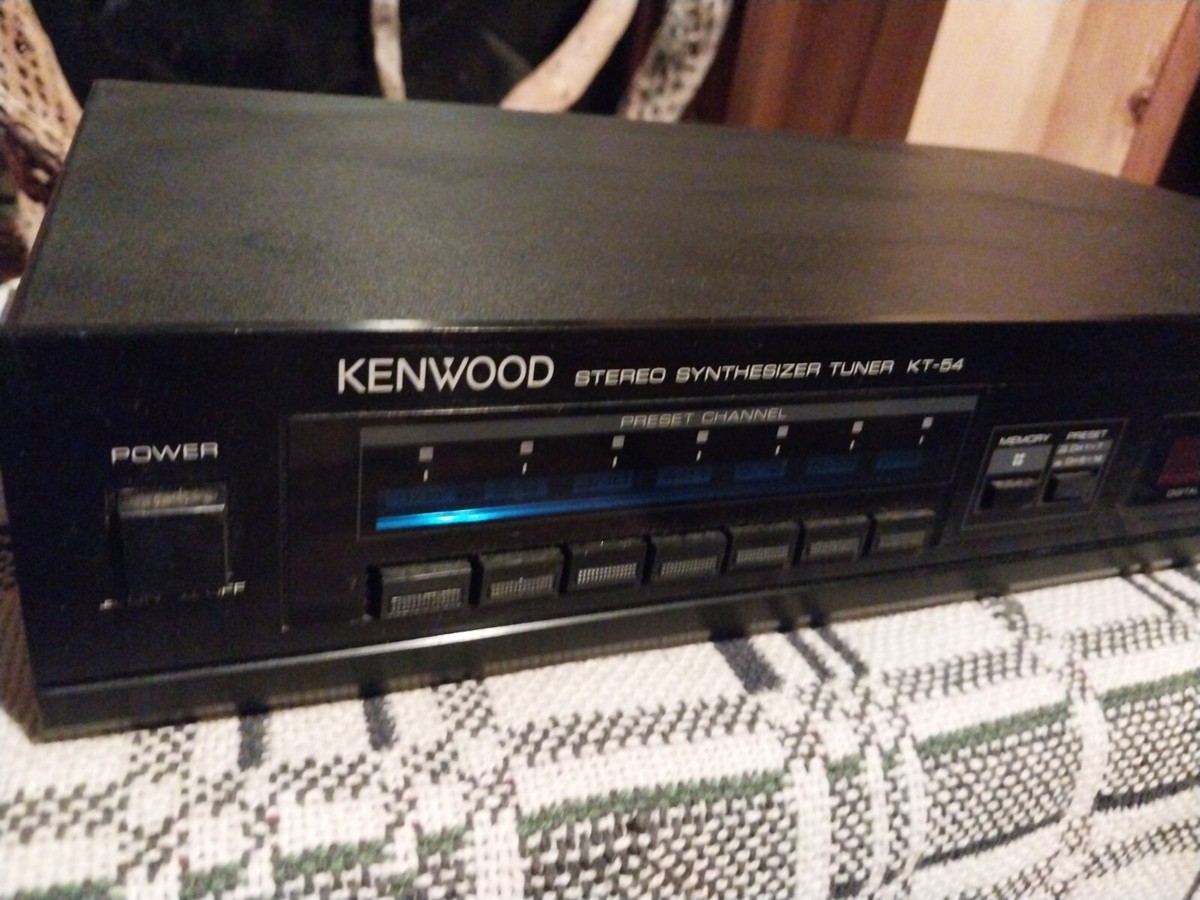 KENWOOD STEREO SYNTHESIZER TUNER KT-54
PRESET CHANNEL
POWER
MEMORY
PRESET